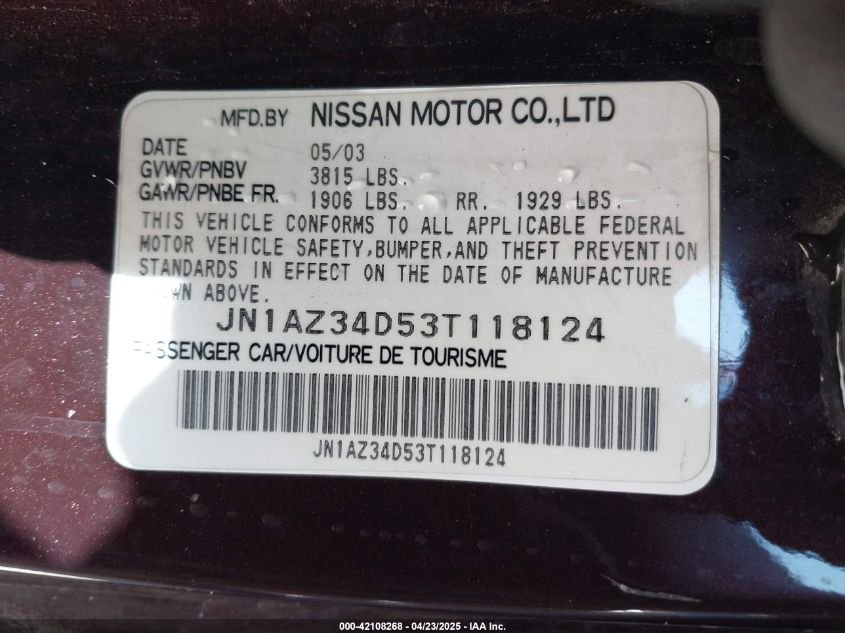 MFD.BY NISSAN MOTOR CO.,LTD
DATE 05/03
GVWR/PNBV 3815 LBS.
GAWR/PNBE FR. 1906 LBS. RR. 1929 LBS.
THIS VEHICLE CONFORMS TO ALL APPLICABLE FEDERAL
MOTOR VEHICLE SAFETY,BUMPER,AND THEFT PREVENTION
STANDARDS IN EFFECT ON THE DATE OF MANUFACTURE
ABOVE.
JN1AZ34D53T118124
PASSENGER CAR/VOITURE DE TOURISME
JN1AZ34D53T118124
000-42108268 - 04/23/2025 - IAA Inc.